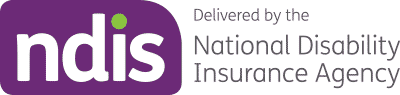 ndis
Delivered by the
National Disability
Insurance Agency